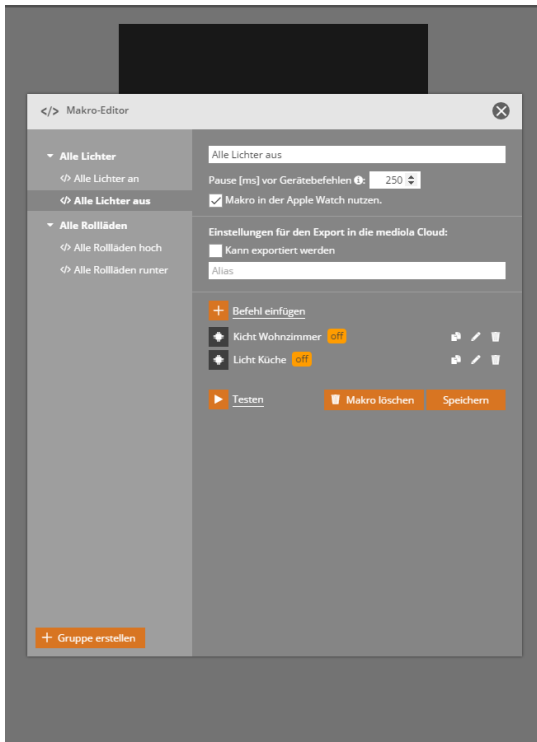 </> Makro-Editor
Alle Lichter
</> Alle Lichter an
</> Alle Lichter aus
Alle Rollläden
</> Alle Rollläden hoch
</> Alle Rollläden runter
+ Gruppe erstellen
Alle Lichter aus
Pause [ms] vor Gerätebefehlen i: 250
Makro in der Apple Watch nutzen.
Einstellungen für den Export in die mediola Cloud:
Kann exportiert werden
Alias
+ Befehl einfügen
Kicht Wohnzimmer off
Licht Küche off
Testen Makro löschen Speichern